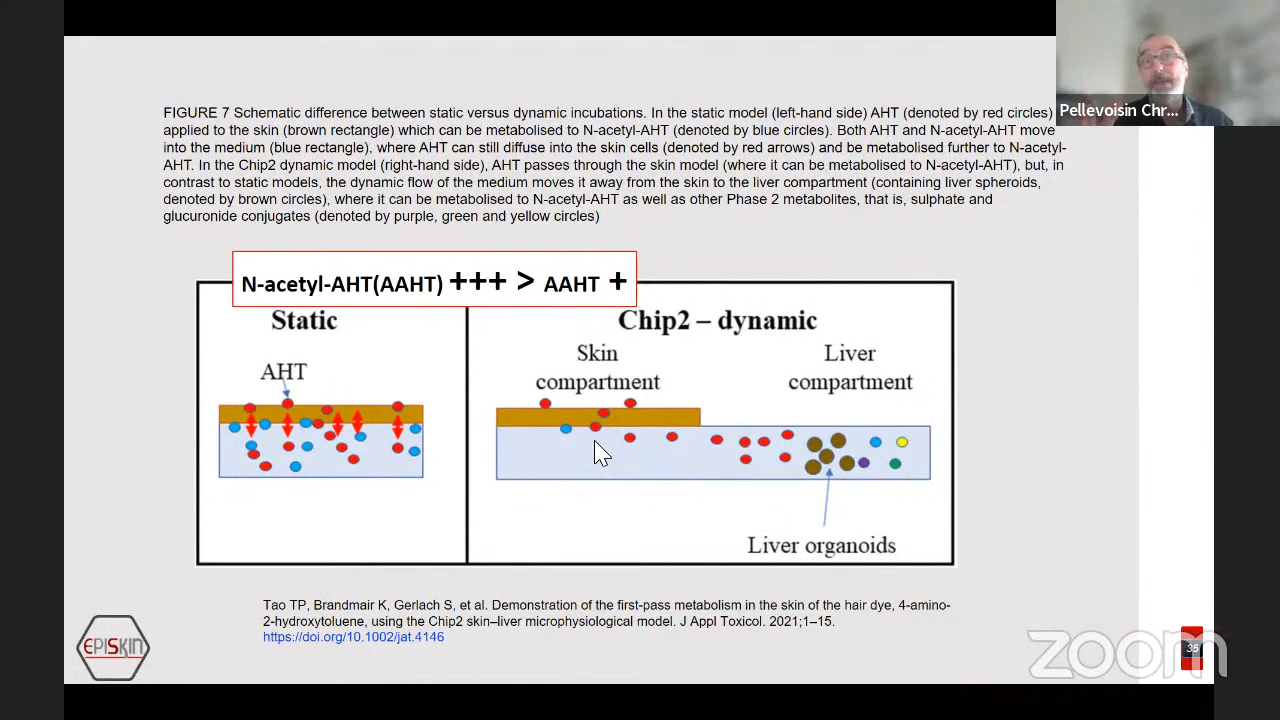 Pellevoisin Chr...
FIGURE 7 Schematic difference between static versus dynamic incubations. In the static model (left-hand side) AHT (denoted by red circles)
applied to the skin (brown rectangle) which can be metabolised to N-acetyl-AHT (denoted by blue circles). Both AHT and N-acetyl-AHT move
into the medium (blue rectangle), where AHT can still diffuse into the skin cells (denoted by red arrows) and be metabolised further to N-acetyl-
AHT. In the Chip2 dynamic model (right-hand side), AHT passes through the skin model (where it can be metabolised to N-acetyl-AHT), but, in
contrast to static models, the dynamic flow of the medium moves it away from the skin to the liver compartment (containing liver spheroids,
denoted by brown circles), where it can be metabolised to N-acetyl-AHT as well as other Phase 2 metabolites, that is, sulphate and
glucuronide conjugates (denoted by purple, green and yellow circles)
N-acetyl-AHT(AAHT) +++ > AAHT +
Static
AHT
Chip2 – dynamic
Skin
compartment
Liver
compartment
Liver organoids
Tao TP, Brandmair K, Gerlach S, et al. Demonstration of the first-pass metabolism in the skin of the hair dye, 4-amino-
2-hydroxytoluene, using the Chip2 skin–liver microphysiological model. J Appl Toxicol. 2021;1–15.
https://doi.org/10.1002/jat.4146
EPISKIN
35
zoom